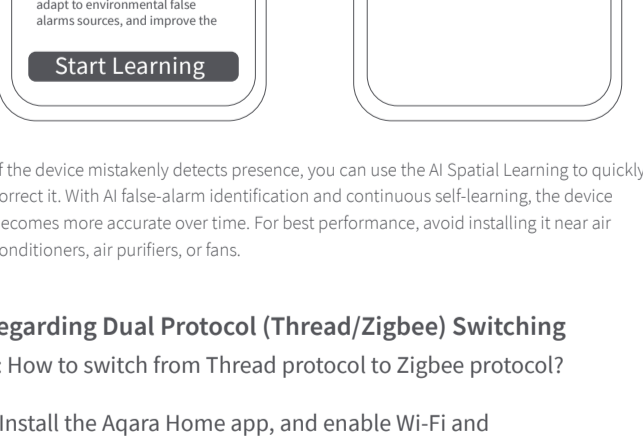 adapt to environmental false
alarms sources, and improve the
Start Learning
f the device mistakenly detects presence, you can use the AI Spatial Learning to quickly
orrect it. With AI false-alarm identification and continuous self-learning, the device
ecomes more accurate over time. For best performance, avoid installing it near air
onditioners, air purifiers, or fans.
egarding Dual Protocol (Thread/Zigbee) Switching
: How to switch from Thread protocol to Zigbee protocol?
Install the Aqara Home app, and enable Wi-Fi and